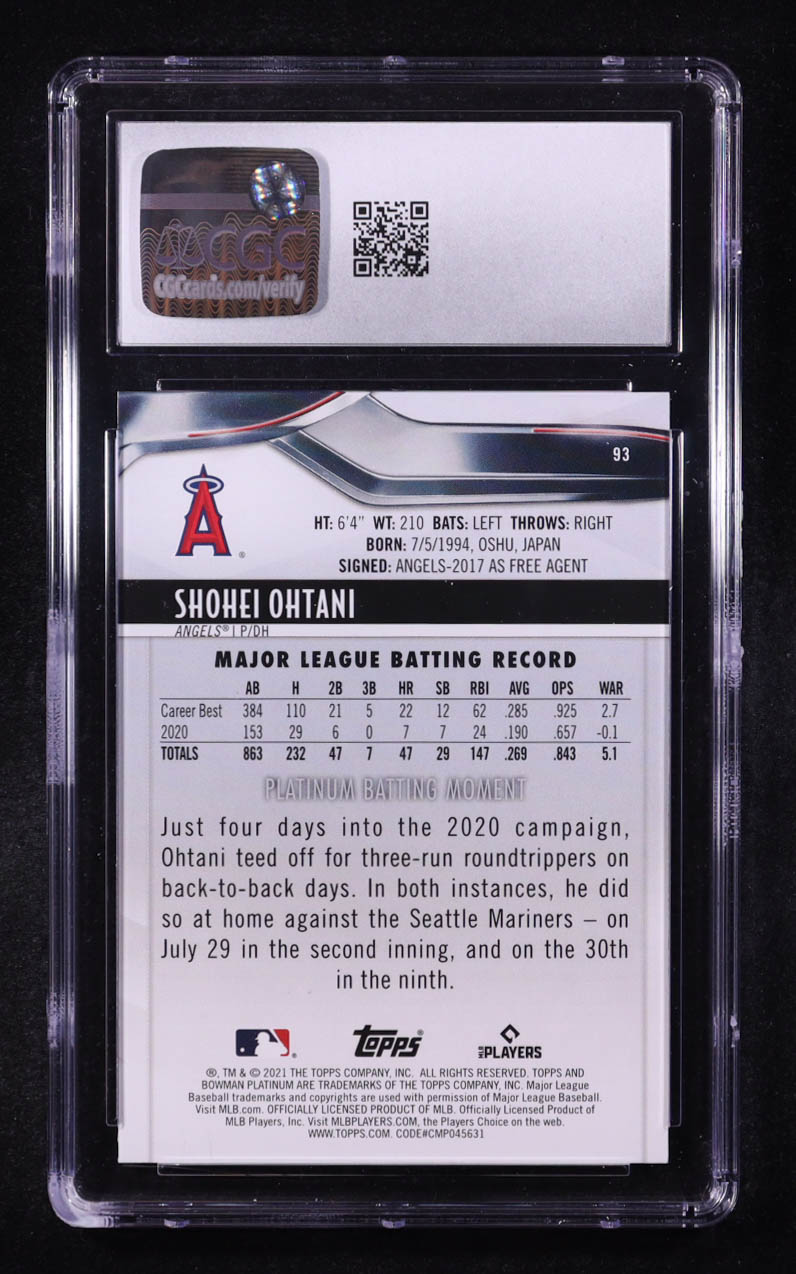 CGC
CGCcards.com/verify
93
A®
HT: 6'4" WT: 210 BATS: LEFT THROWS: RIGHT
BORN: 7/5/1994, OSHU, JAPAN
SIGNED: ANGELS-2017 AS FREE AGENT
SHOHEI OHTANI
ANGELS® | P/DH
MAJOR LEAGUE BATTING RECORD
AB H 2B 3B HR SB RBI AVG OPS WAR
Career Best 384 110 21 5 22 12 62 .285 .925 2.7
2020 153 29 6 0 7 7 24 .190 .657 -0.1
TOTALS 863 232 47 7 47 29 147 .269 .843 5.1
PLATINUM BATTING MOMENT
Just four days into the 2020 campaign,
Ohtani teed off for three-run roundtrippers on
back-to-back days. In both instances, he did
so at home against the Seattle Mariners – on
July 29 in the second inning, and on the 30th
in the ninth.
Topps® MLB PLAYERS
®, TM & © 2021 THE TOPPS COMPANY, INC. ALL RIGHTS RESERVED. TOPPS AND
BOWMAN PLATINUM ARE TRADEMARKS OF THE TOPPS COMPANY, INC. Major League
Baseball trademarks and copyrights are used with permission of Major League Baseball.
Visit MLB.com. OFFICIALLY LICENSED PRODUCT OF MLB. Officially Licensed Product of
MLB Players, Inc. Visit MLBPLAYERS.COM, the Players Choice on the web.
WWW.TOPPS.COM. CODE#CMP045631